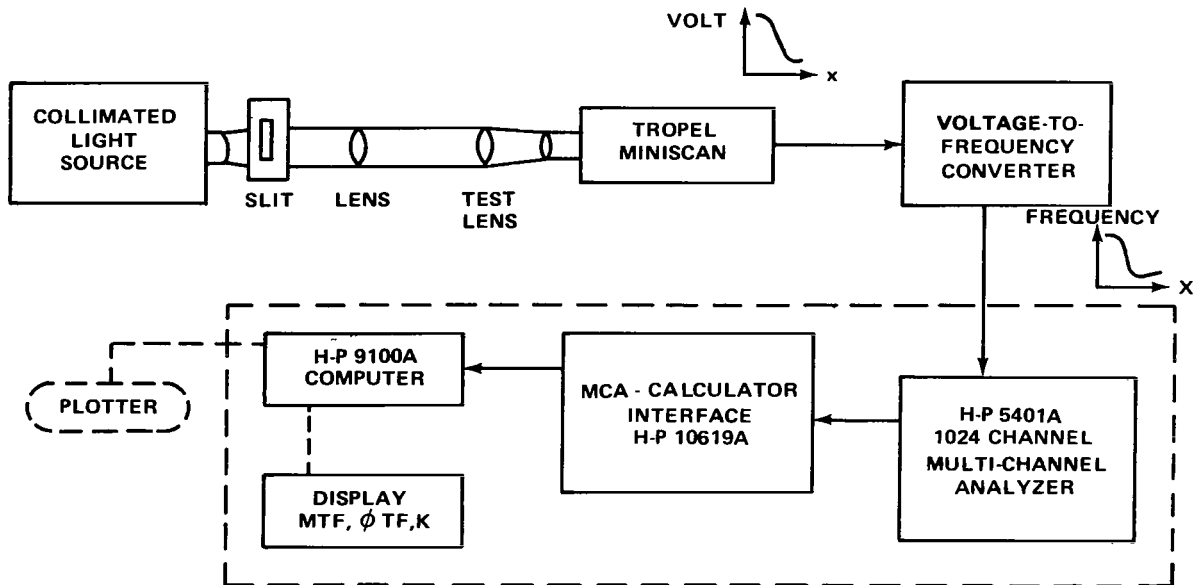 VOLT
x
COLLIMATED
LIGHT
SOURCE
SLIT
LENS
TEST
LENS
TROPEL
MINISCAN
VOLTAGE-TO-
FREQUENCY
CONVERTER
FREQUENCY
X
H-P 9100A
COMPUTER
PLOTTER
DISPLAY
MTF, ϕ TF,K
MCA - CALCULATOR
INTERFACE
H-P 10619A
H-P 5401A
1024 CHANNEL
MULTI-CHANNEL
ANALYZER